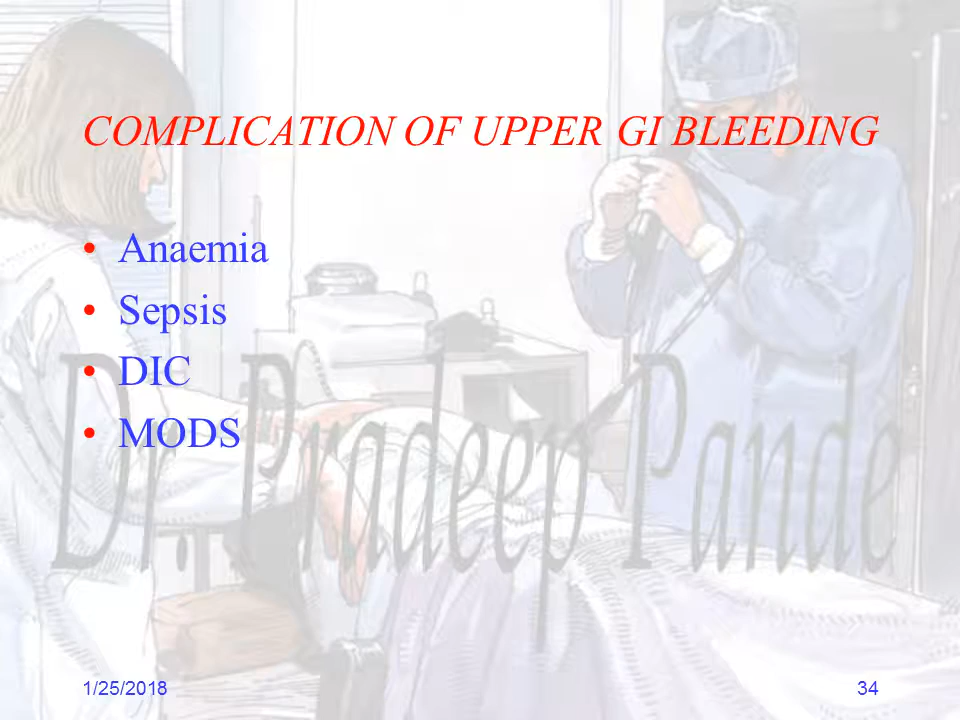 COMPLICATION OF UPPER GI BLEEDING
• Anaemia
• Sepsis
• DIC
• MODS
Dr. Pradeep Pande
1/25/2018
34